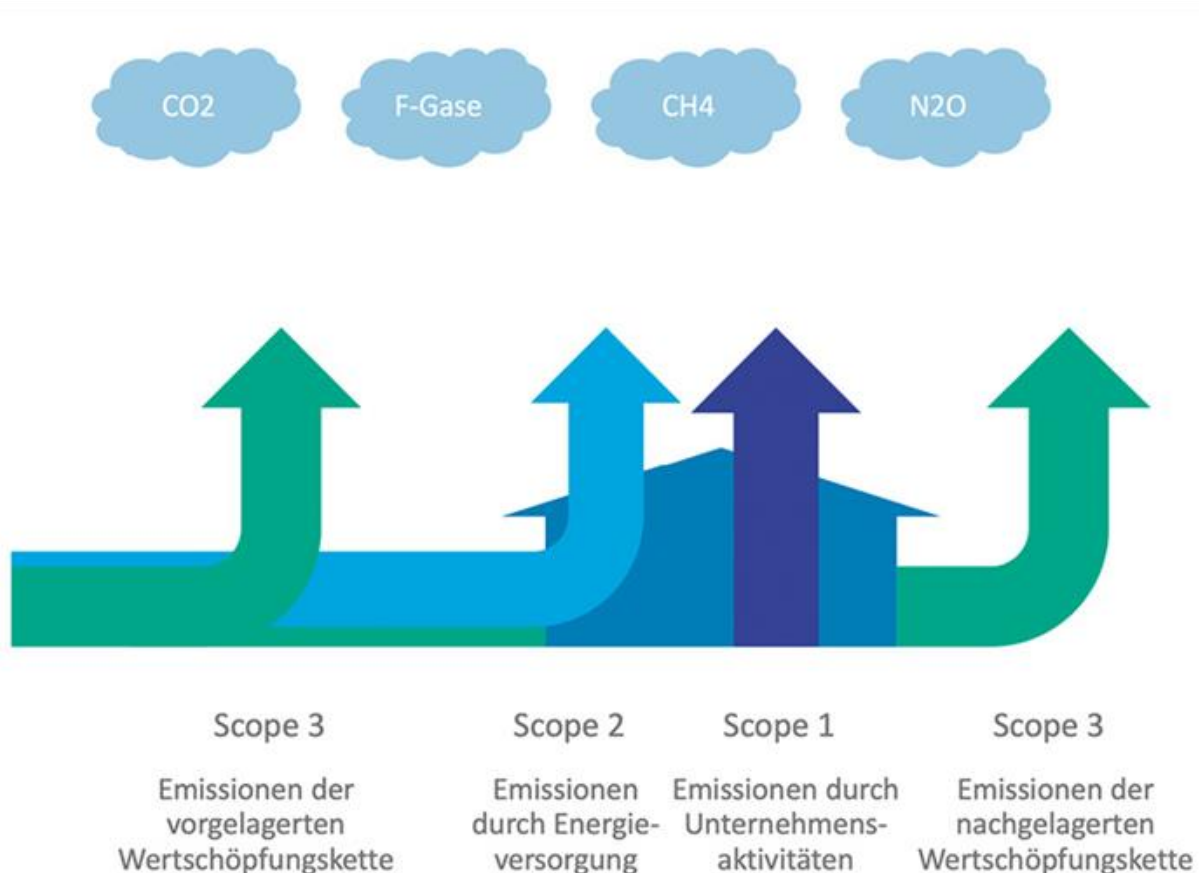 CO2
F-Gase
CH4
N2O
Scope 3
Emissionen der
vorgelagerten
Wertschöpfungskette
Scope 2
Emissionen
durch Energie-
versorgung
Scope 1
Emissionen durch
Unternehmens-
aktivitäten
Scope 3
Emissionen der
nachgelagerten
Wertschöpfungskette